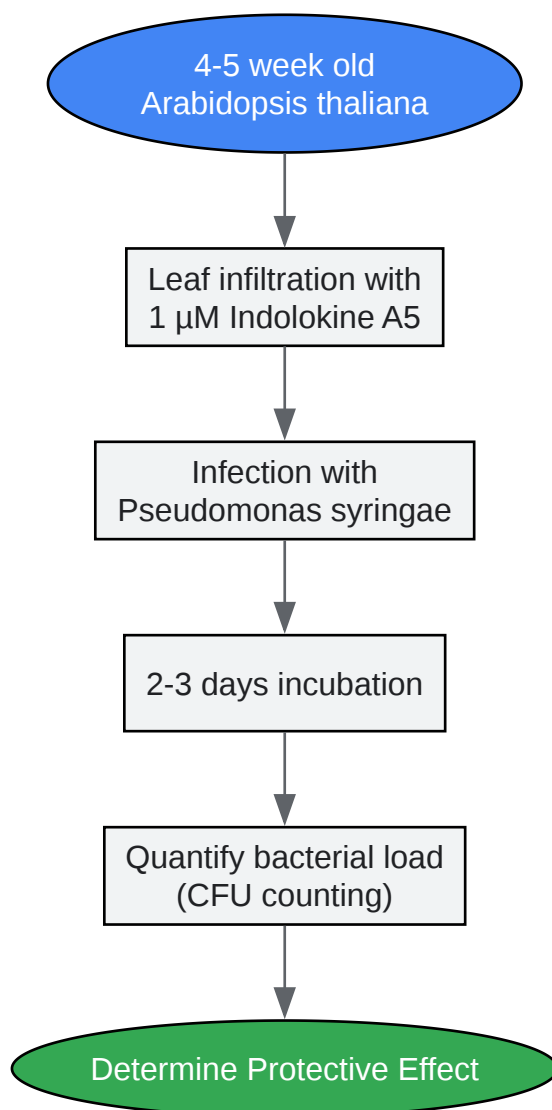 4-5 week old
Arabidopsis thaliana
Leaf infiltration with
1 µM Indolokine A5
Infection with
Pseudomonas syringae
2-3 days incubation
Quantify bacterial load
(CFU counting)
Determine Protective Effect